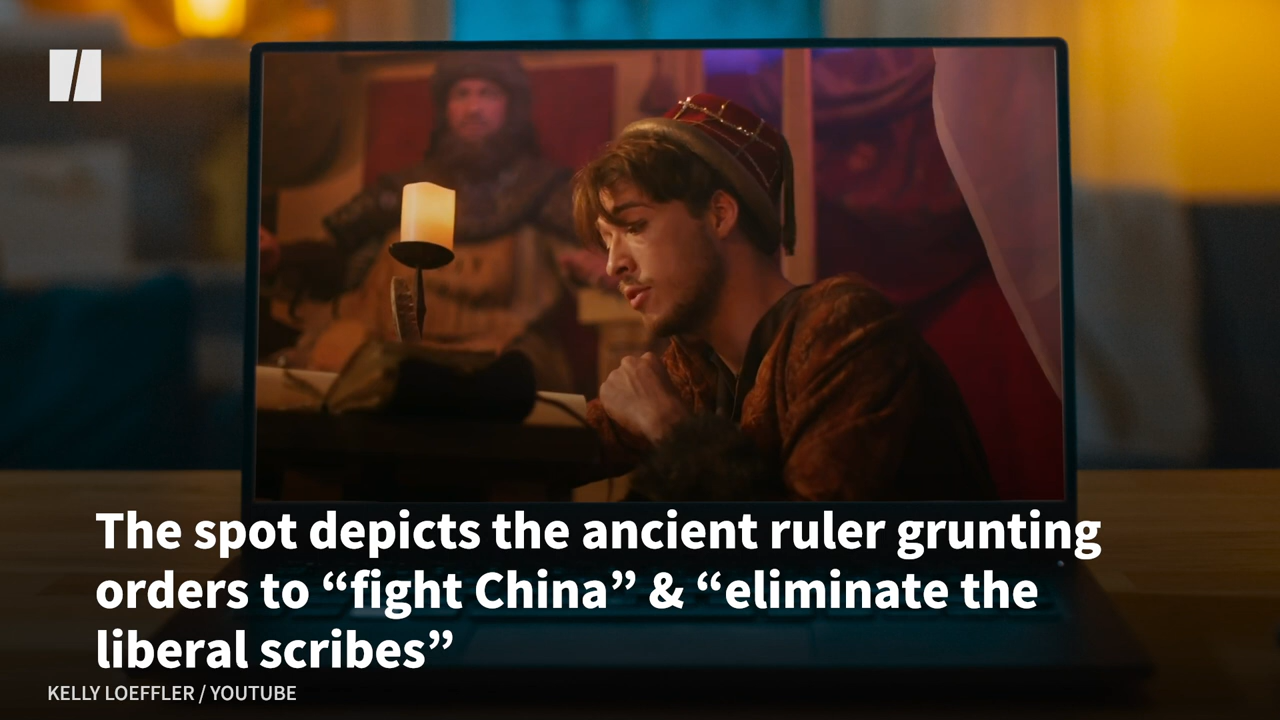 The spot depicts the ancient ruler grunting
orders to “fight China” & “eliminate the
liberal scribes”
KELLY LOEFFLER / YOUTUBE